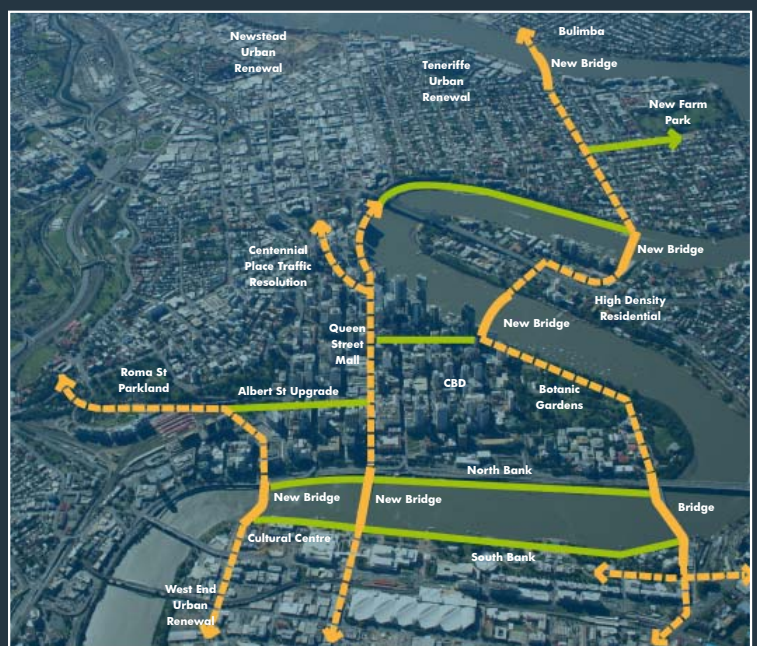 Bulimba
Newstead
Urban
Renewal
Teneriffe
Urban
Renewal
New Bridge
New Farm
Park
Centennial
Place Traffic
Resolution
New Bridge
High Density
Residential
New Bridge
Queen
Street
Mall
Roma St
Parkland
Albert St Upgrade
CBD
Botanic
Gardens
North Bank
New Bridge
New Bridge
Bridge
Cultural Centre
South Bank
West End
Urban
Renewal